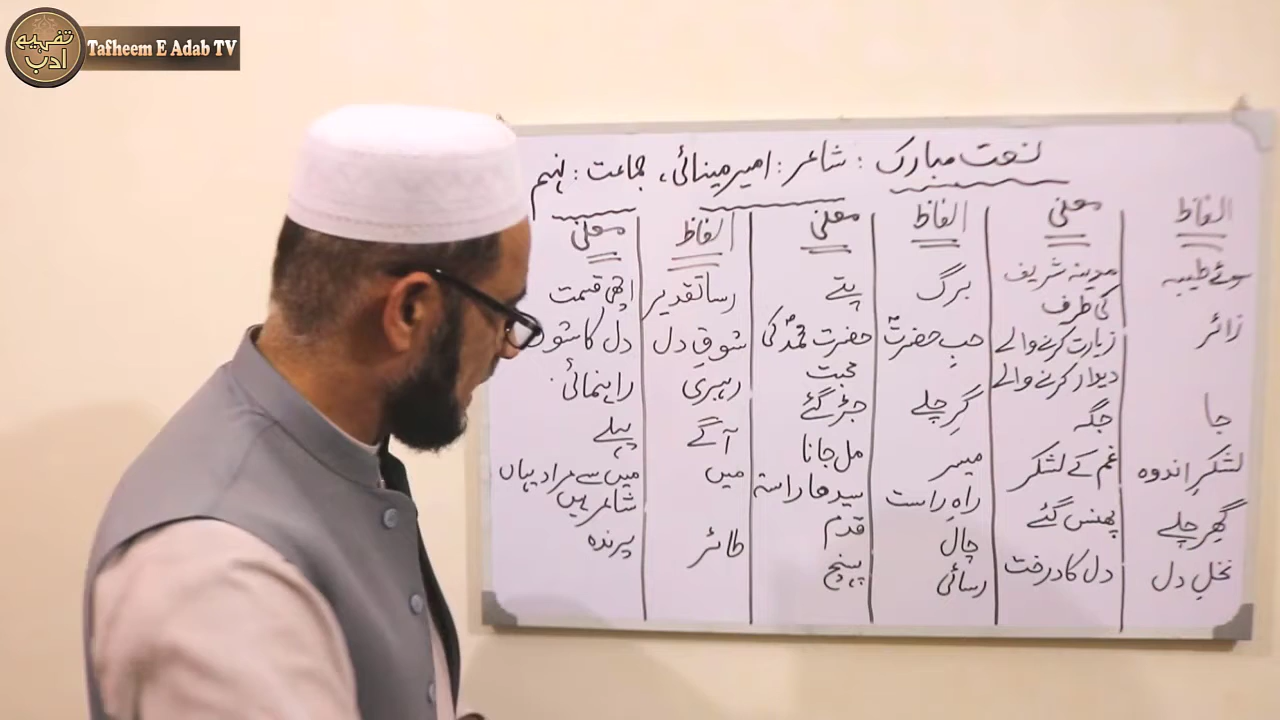 تفہیم ادب
Tafheem E Adab TV
نعت مبارک : شاعر : امیر مینائی ، جماعت : نہم
الفاظ معنی الفاظ معنی الفاظ معنی
سوئے طیبہ مدینہ شریف کی طرف برگ پتے رسا تقدیر اچھی قسمت
زائر زیارت کرنے والے دیدار کرنے والے حبِ حضرتؐ حضرت محمدؐ کی محبت شوقِ دل دل کا شوق
جا جگہ گِر چلے جھڑ گئے رہبری راہنمائی
لشکرِ اندوہ غم کے لشکر میسر مل جانا آگے پہلے
گھِر چلے پھنس گئے راہِ راست سیدھا راستہ میں میں سے مراد یہاں شاعر ہیں
نخلِ دل دل کا درخت چال قدم طائر پرندہ
رسائی پہنچ